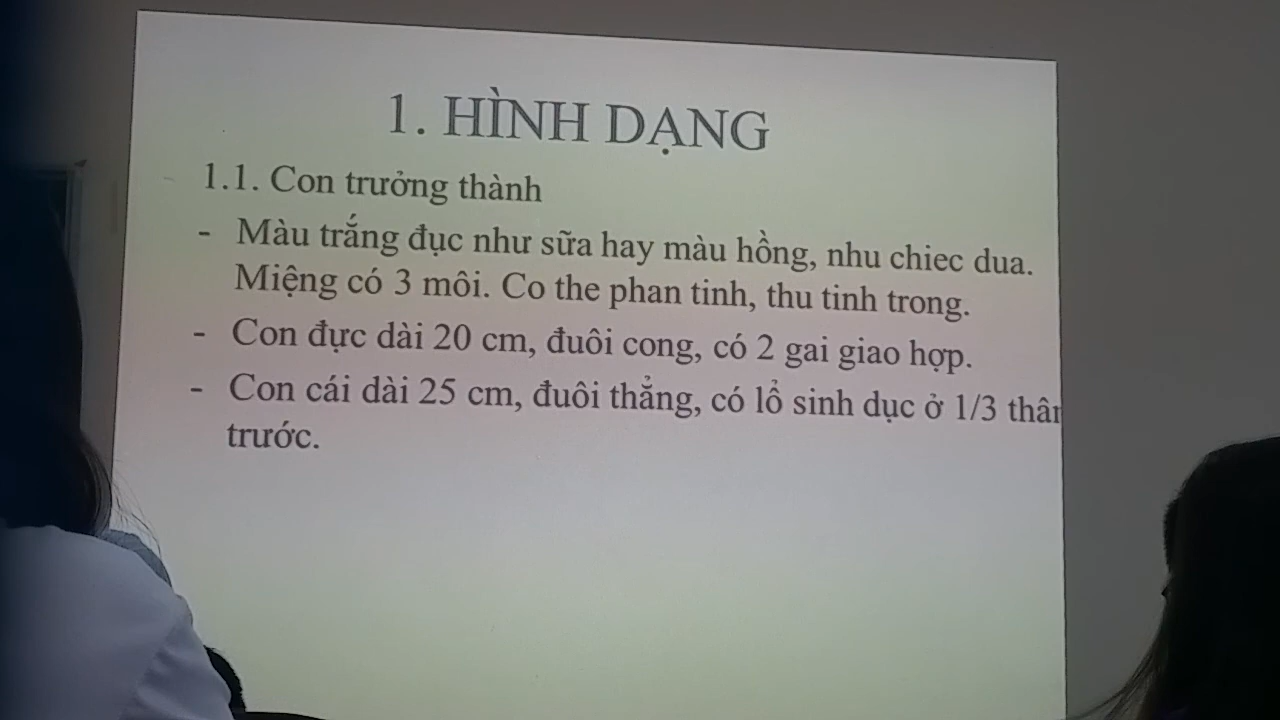 1. HÌNH DẠNG
1.1. Con trưởng thành
- Màu trắng đục như sữa hay màu hồng, nhu chiec dua.
Miệng có 3 môi. Co the phan tinh, thu tinh trong.
- Con đực dài 20 cm, đuôi cong, có 2 gai giao hợp.
- Con cái dài 25 cm, đuôi thẳng, có lổ sinh dục ở 1/3 thân
trước.